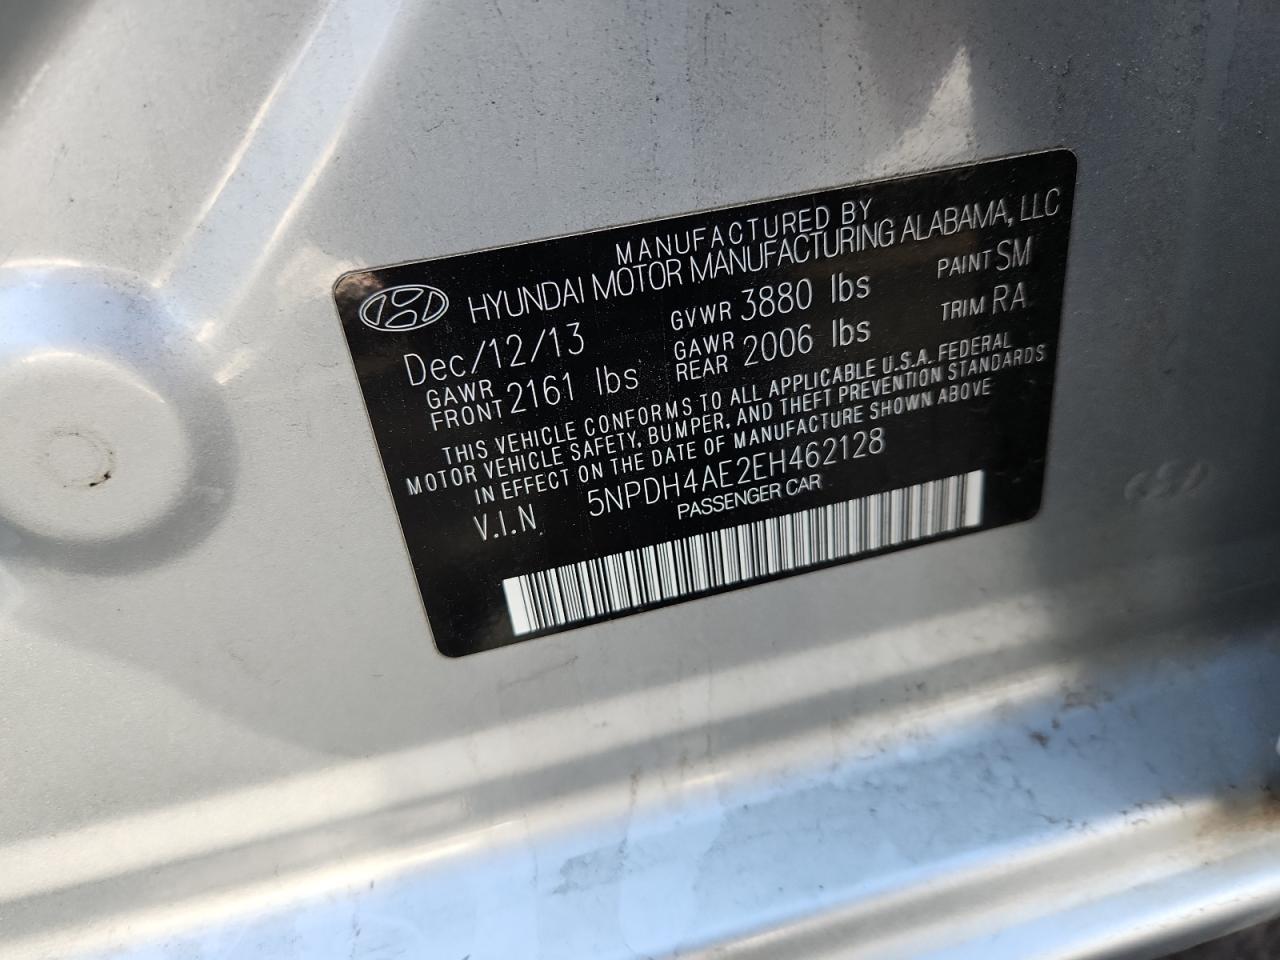 MANUFACTURED BY
HYUNDAI MOTOR MANUFACTURING ALABAMA, LLC
Dec/12/13 GVWR 3880 lbs PAINT SM
GAWR FRONT 2161 lbs GAWR REAR 2006 lbs TRIM RA
THIS VEHICLE CONFORMS TO ALL APPLICABLE U.S.A. FEDERAL
MOTOR VEHICLE SAFETY, BUMPER, AND THEFT PREVENTION STANDARDS
IN EFFECT ON THE DATE OF MANUFACTURE SHOWN ABOVE
V.I.N. 5NPDH4AE2EH462128
PASSENGER CAR